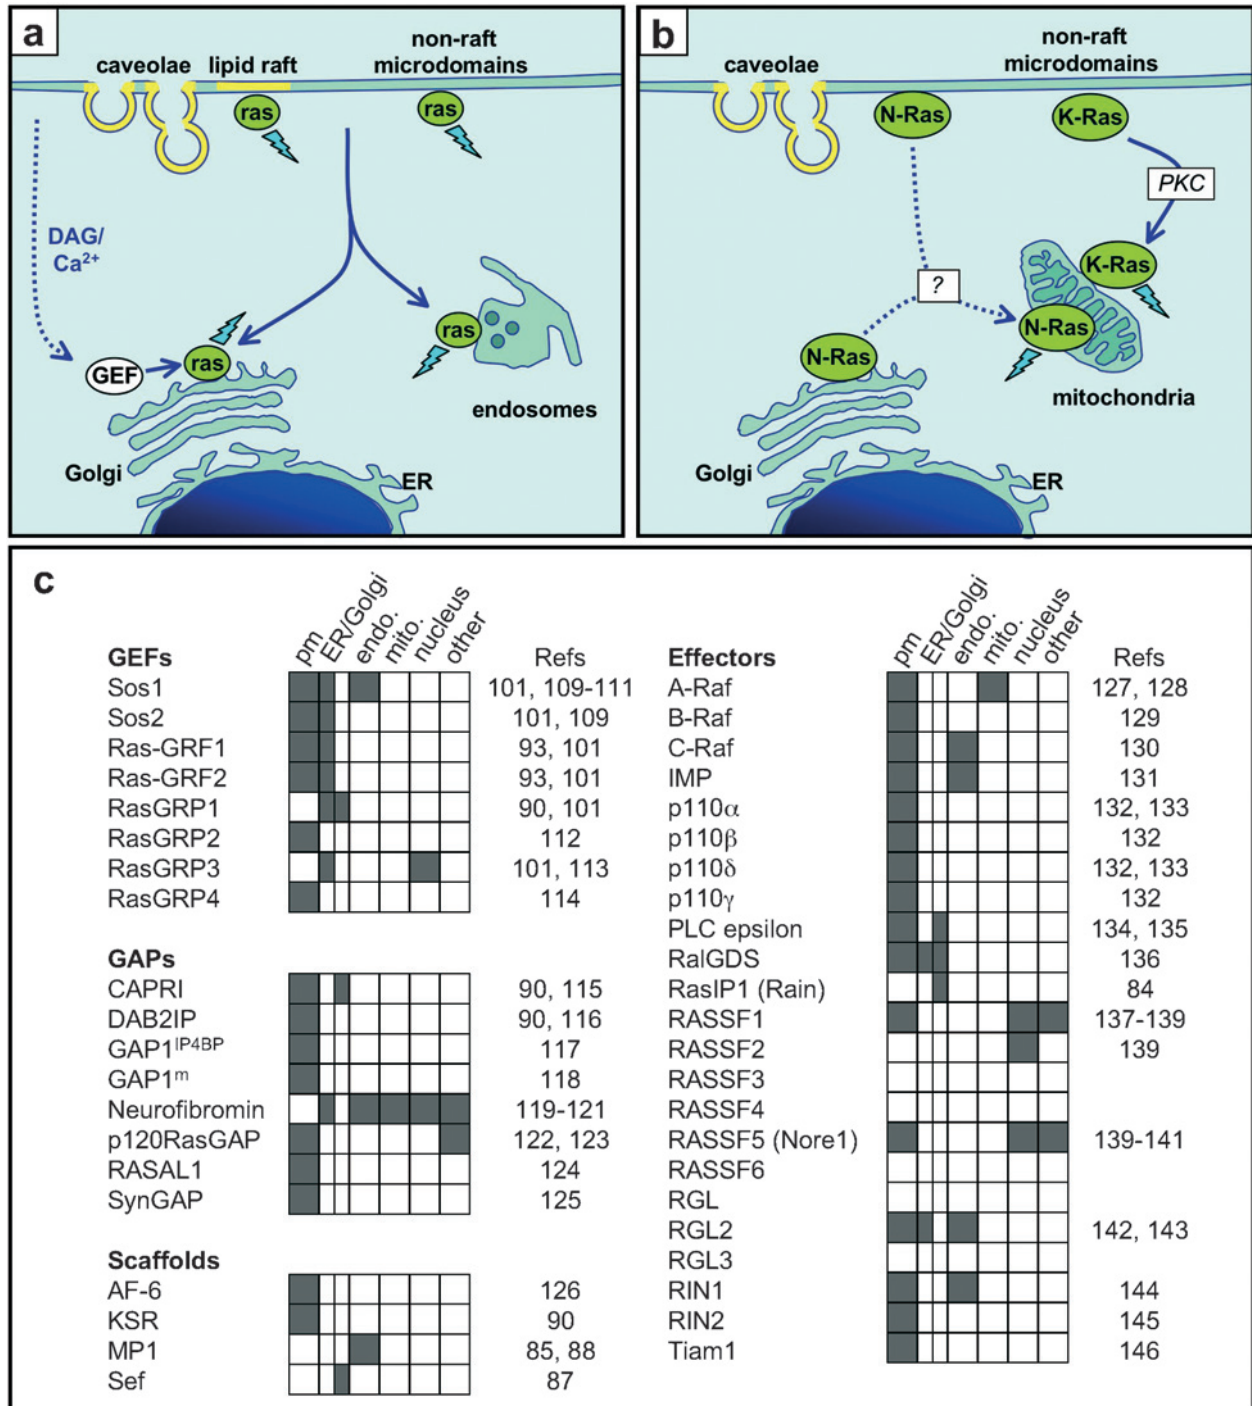 a
caveolae lipid raft
non-raft
microdomains
ras
ras
DAG/
Ca²⁺
GEF
ras
ras
endosomes
Golgi
ER
b
caveolae
non-raft
microdomains
N-Ras
K-Ras
PKC
K-Ras
?
N-Ras
N-Ras
mitochondria
Golgi
ER
c
GEFs pm ER/Golgi endo. mito. nucleus other Refs
Sos1 101, 109-111
Sos2 101, 109
Ras-GRF1 93, 101
Ras-GRF2 93, 101
RasGRP1 90, 101
RasGRP2 112
RasGRP3 101, 113
RasGRP4 114
GAPs
CAPRI 90, 115
DAB2IP 90, 116
GAP1ᴵᴾ⁴ᴮᴾ 117
GAP1ᵐ 118
Neurofibromin 119-121
p120RasGAP 122, 123
RASAL1 124
SynGAP 125
Scaffolds
AF-6 126
KSR 90
MP1 85, 88
Sef 87
Effectors pm ER/Golgi endo. mito. nucleus other Refs
A-Raf 127, 128
B-Raf 129
C-Raf 130
IMP 131
p110α 132, 133
p110β 132
p110δ 132, 133
p110γ 132
PLC epsilon 134, 135
RalGDS 136
RasIP1 (Rain) 84
RASSF1 137-139
RASSF2 139
RASSF3
RASSF4
RASSF5 (Nore1) 139-141
RASSF6
RGL
RGL2 142, 143
RGL3
RIN1 144
RIN2 145
Tiam1 146